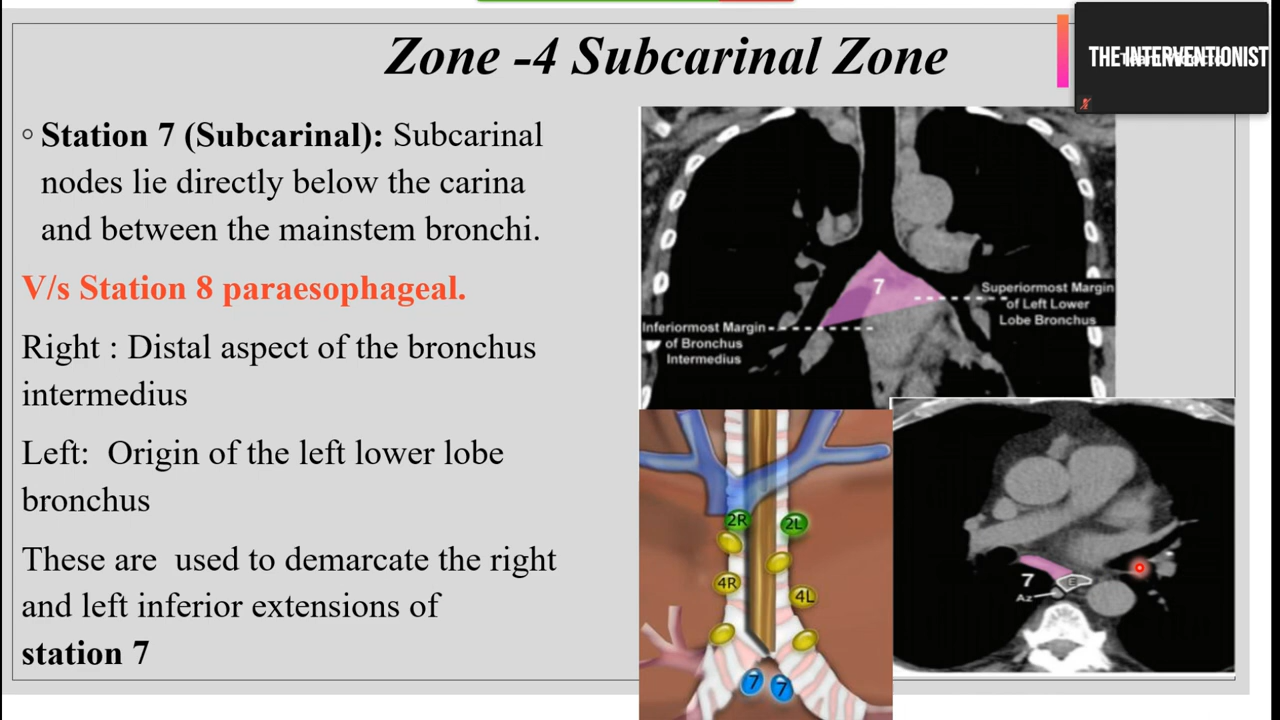 Zone -4 Subcarinal Zone
THE INTERVENTIONIST
◦ Station 7 (Subcarinal): Subcarinal
nodes lie directly below the carina
and between the mainstem bronchi.
V/s Station 8 paraesophageal.
Right : Distal aspect of the bronchus
intermedius
Left:  Origin of the left lower lobe
bronchus
These are  used to demarcate the right
and left inferior extensions of
station 7
7
Superiormost Margin
of Left Lower
Lobe Bronchus
Inferiormost Margin
of Bronchus
Intermedius
2R
2L
4R
4L
7
7
7
E
Az